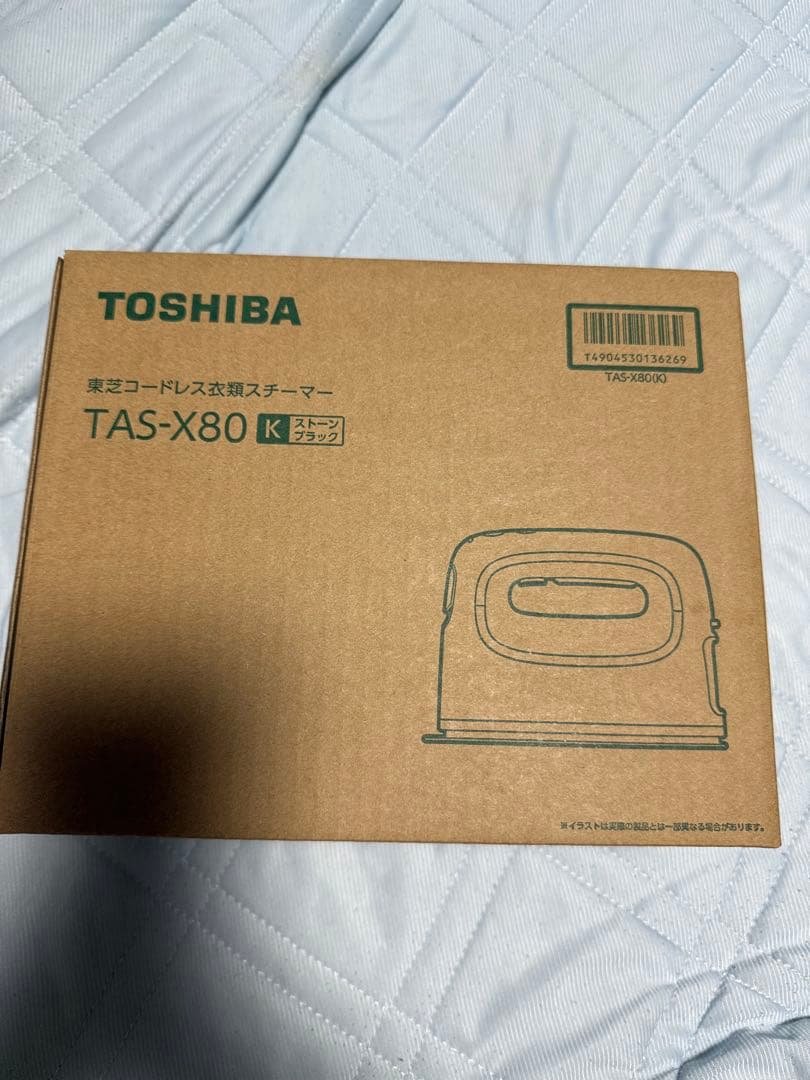 TOSHIBA
T4904530136269
TAS-X80(K)
東芝コードレス衣類スチーマー
TAS-X80 K ストーン
ブラック
※イラストは実際の製品とは一部異なる場合があります。